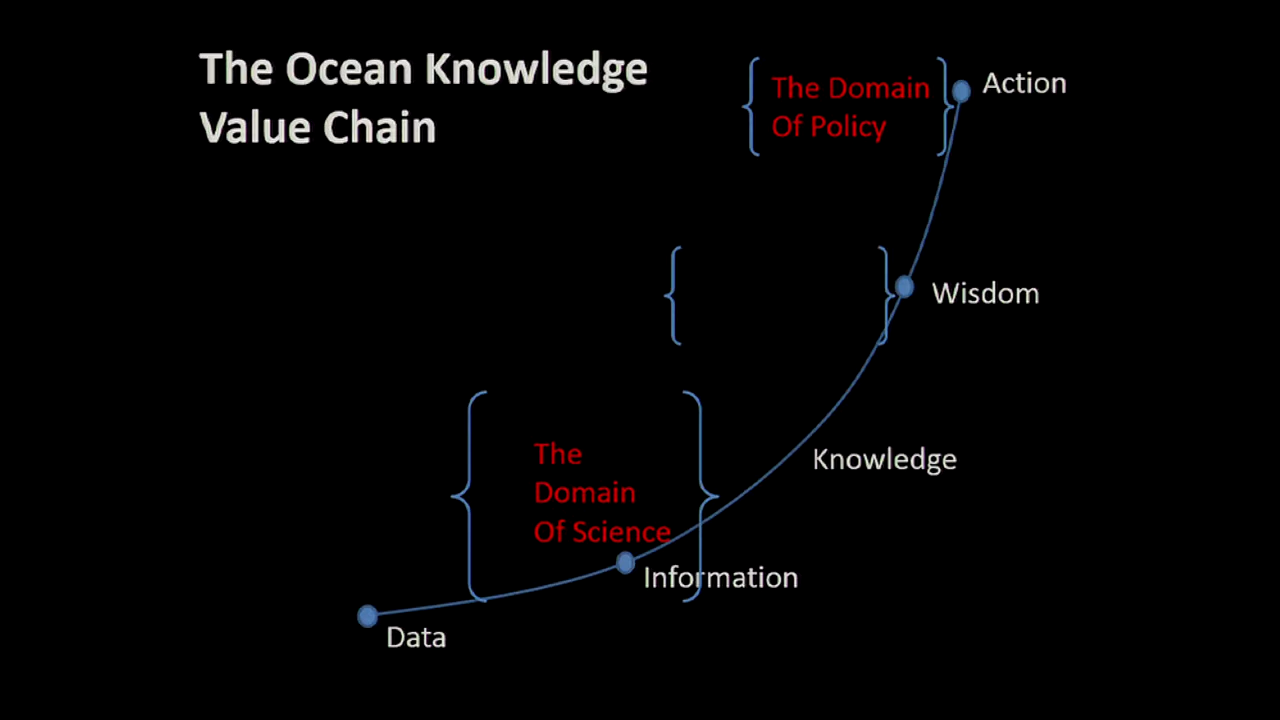 The Ocean Knowledge
Value Chain
The Domain
Of Policy
Action
Wisdom
Knowledge
The
Domain
Of Science
Information
Data